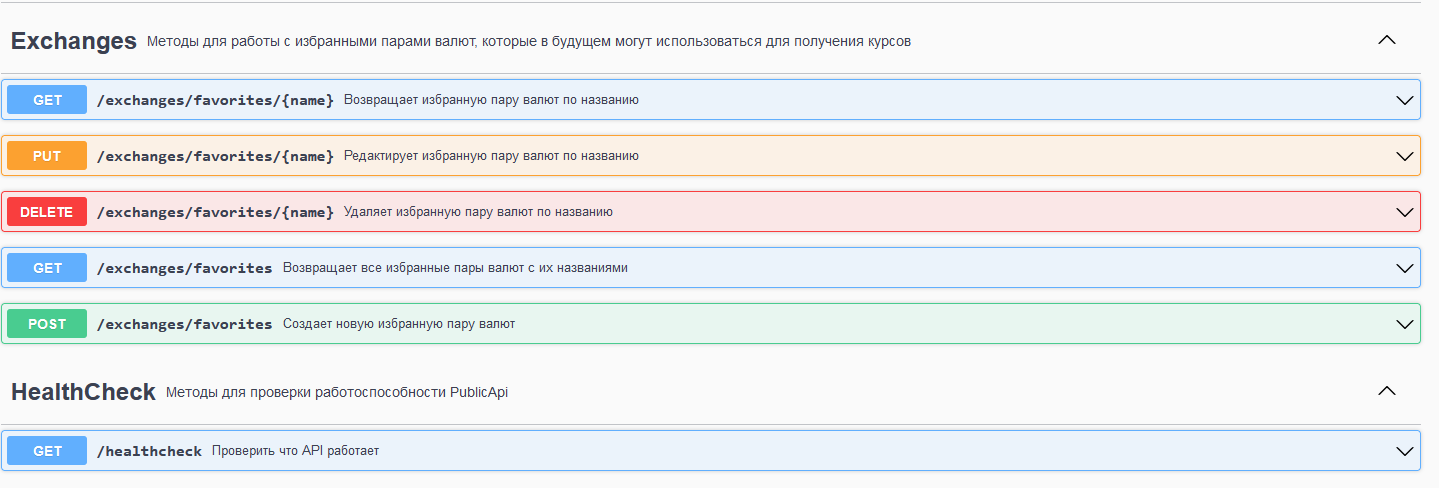 Exchanges Методы для работы с избранными парами валют, которые в будущем могут использоваться для получения курсов
GET /exchanges/favorites/{name} Возвращает избранную пару валют по названию
PUT /exchanges/favorites/{name} Редактирует избранную пару валют по названию
DELETE /exchanges/favorites/{name} Удаляет избранную пару валют по названию
GET /exchanges/favorites Возвращает все избранные пары валют с их названиями
POST /exchanges/favorites Создает новую избранную пару валют
HealthCheck Методы для проверки работоспособности PublicApi
GET /healthcheck Проверить что API работает